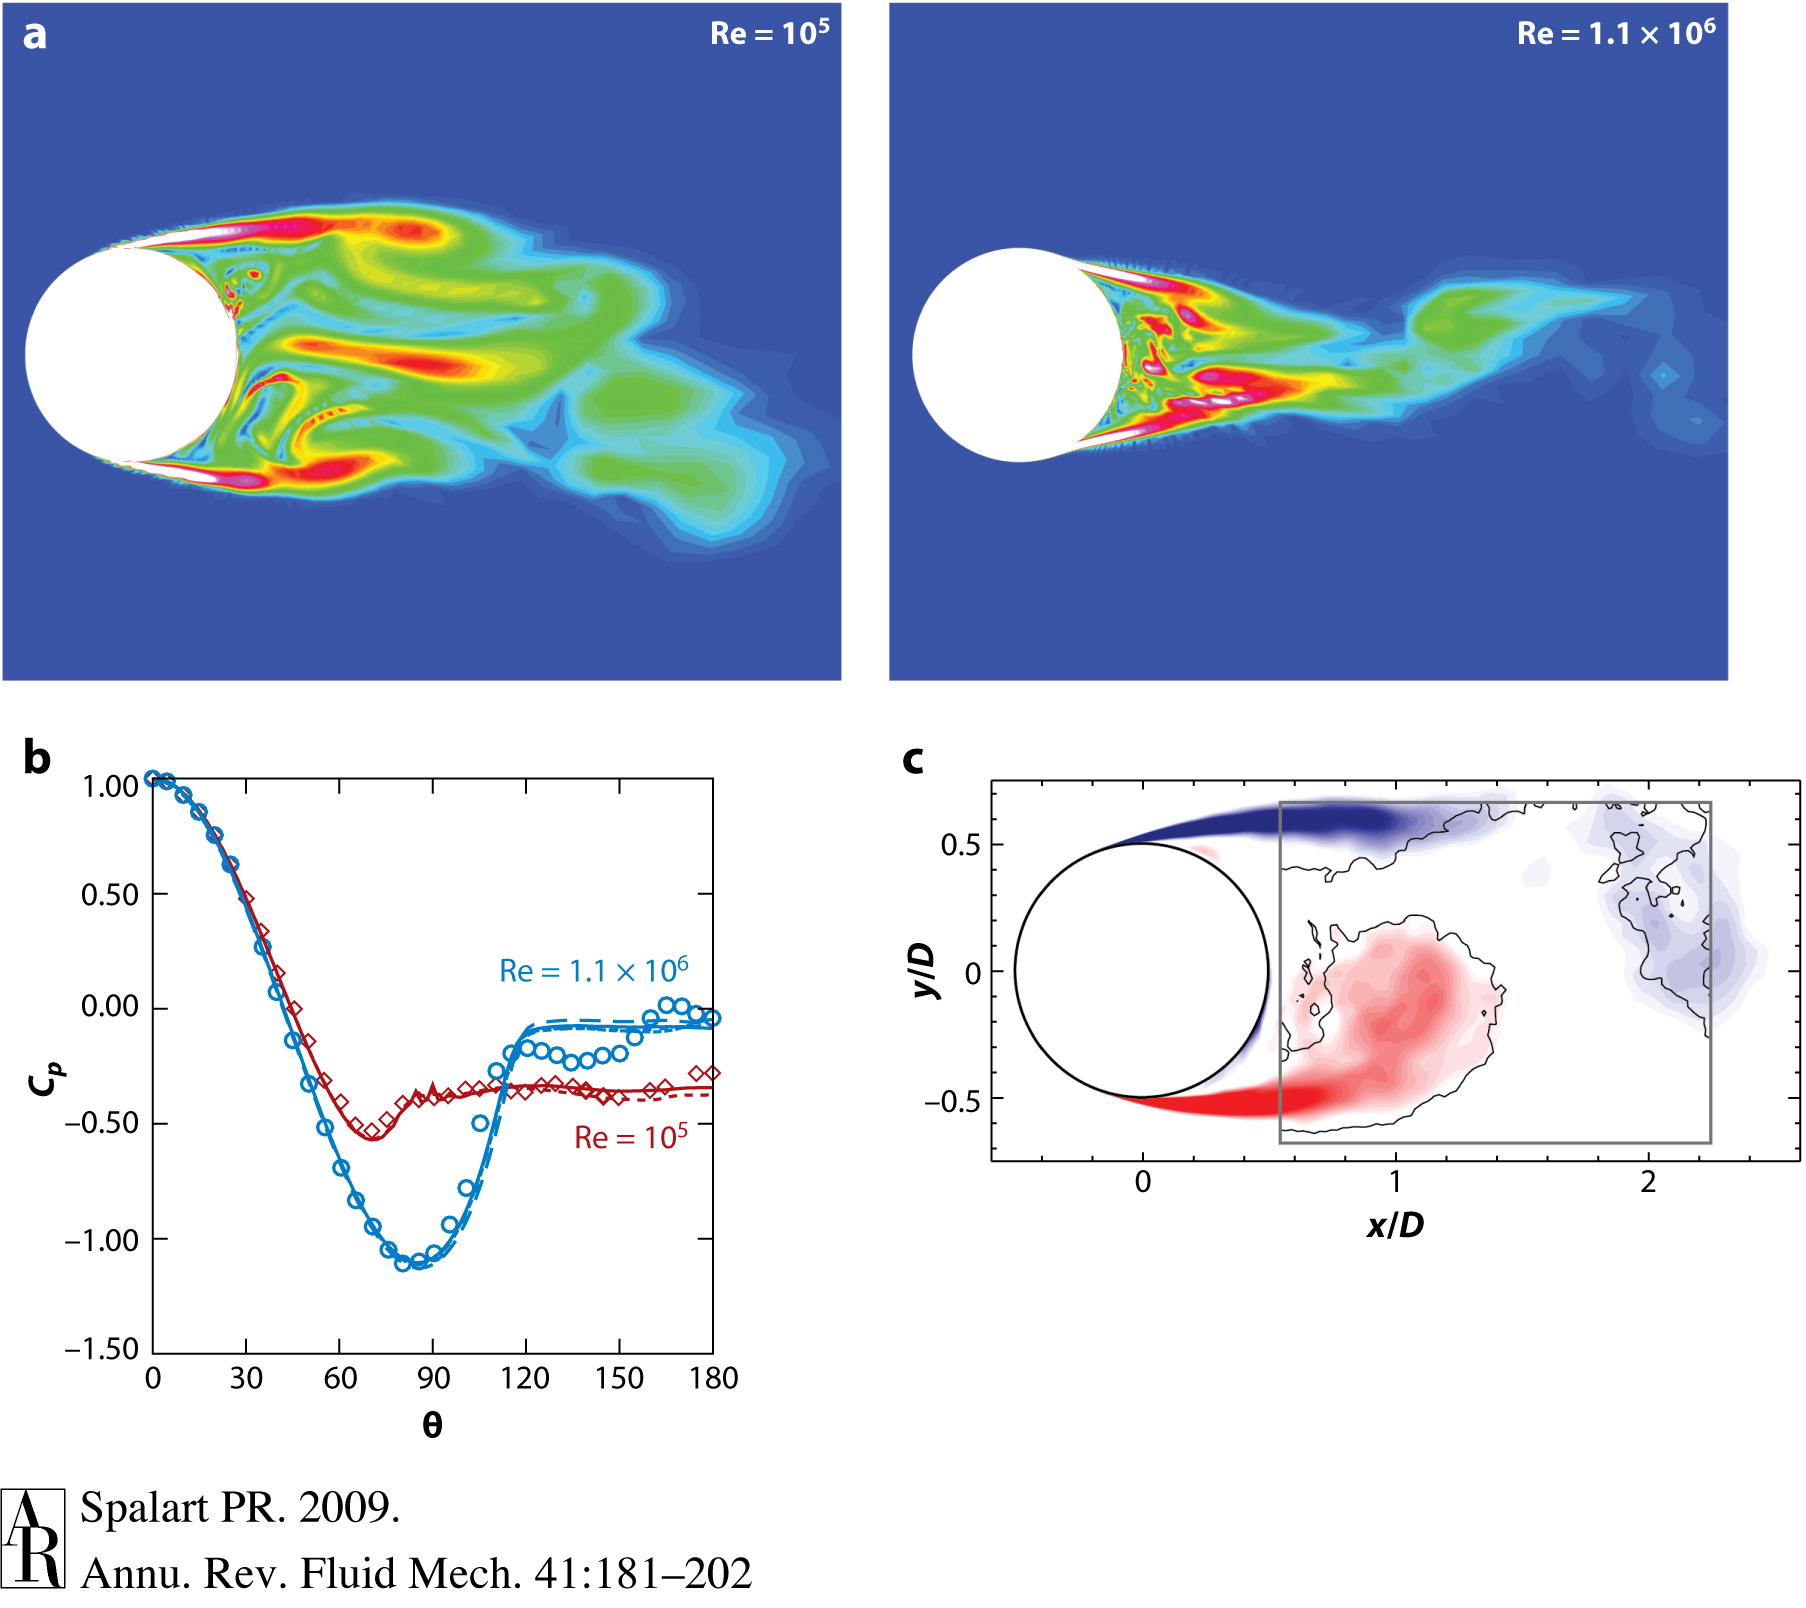 a
Re = 10⁵
Re = 1.1 × 10⁶
b
1.00
0.50
0.00
−0.50
−1.00
−1.50
Cp
Re = 1.1 × 10⁶
Re = 10⁵
0 30 60 90 120 150 180
θ
c
0.5
0
−0.5
y/D
0 1 2
x/D
AR
Spalart PR. 2009.
Annu. Rev. Fluid Mech. 41:181–202